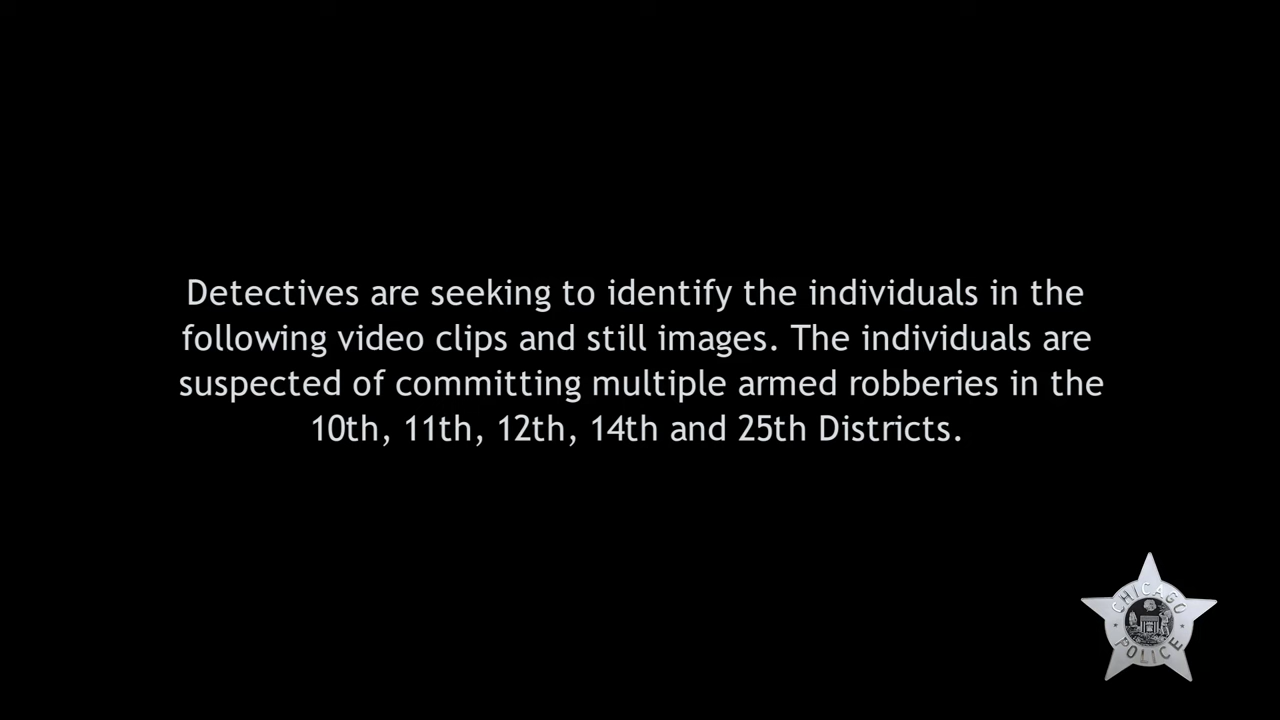 Detectives are seeking to identify the individuals in the
following video clips and still images. The individuals are
suspected of committing multiple armed robberies in the
10th, 11th, 12th, 14th and 25th Districts.
CHICAGO
POLICE